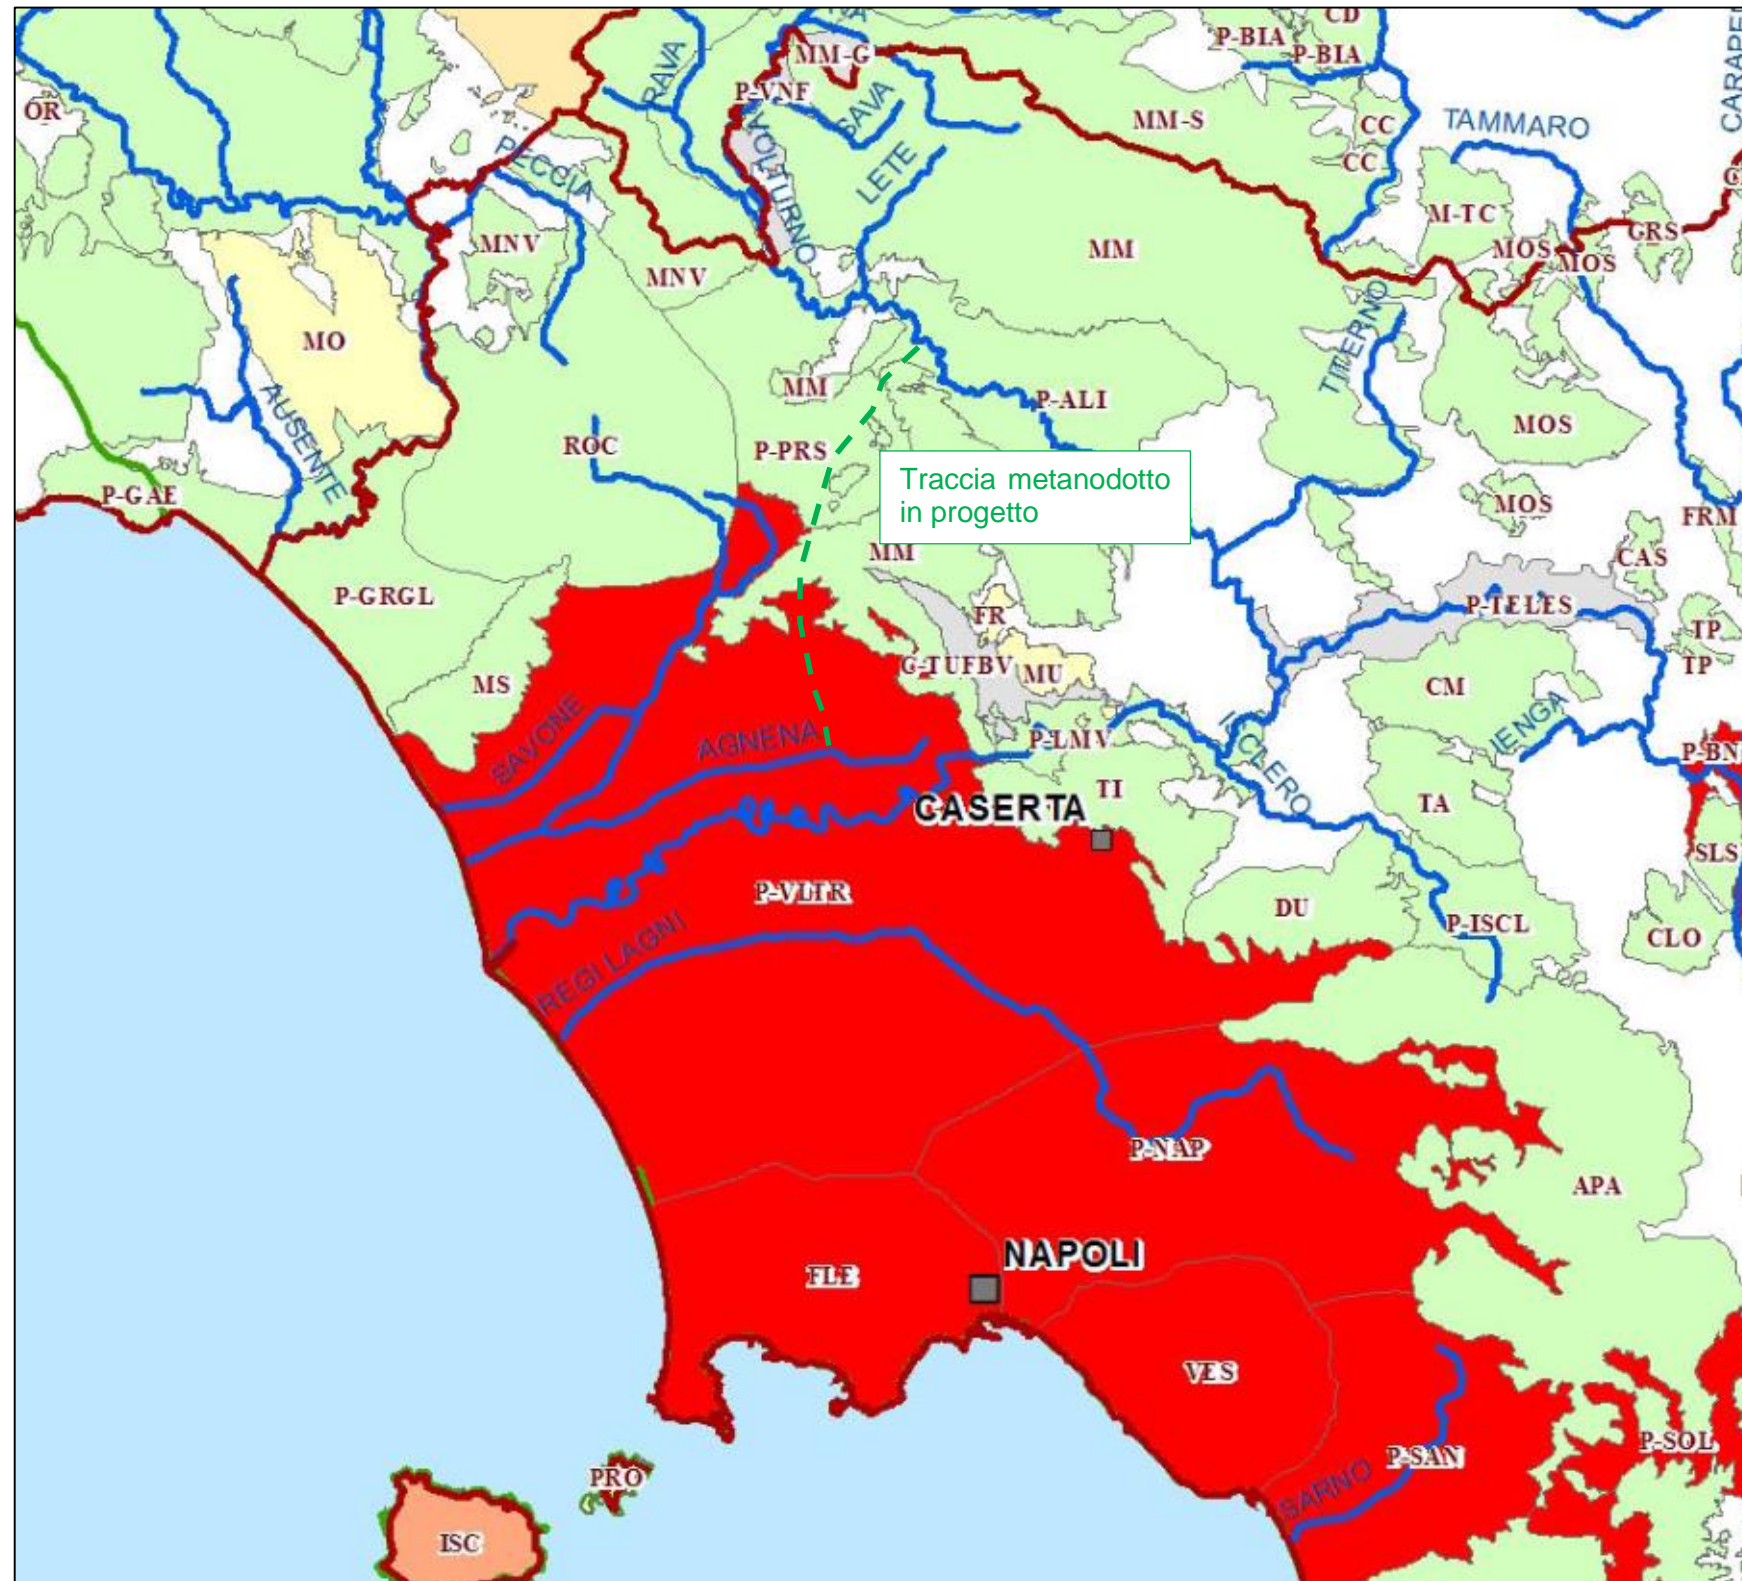 CD
P-BIA
P-BIA
MM-G
RAVA
P-VNF
SAVA
OR
MM-S
CC
TAMMARO
CC
PECCIA
VOLTURNO
LETE
M-TC
MNV
MNV
MM
MOS
MOS
GRS
MO
TITERNO
MM
P-ALI
AUSENTE
ROC
P-PRS
MOS
P-GAE
Traccia metanodotto
in progetto
MOS
FRM
MM
CAS
P-GRGL
FR
P-TELES
TP
TP
MS
G-TUFBV
MU
CM
SAVONE
AGNENA
P-LMV
ISCLERO
IENGA
P-BN
CASERTA
TI
TA
SLS
P-VLTR
DU
P-ISCL
CLO
REGI LAGNI
P-NAP
APA
NAPOLI
FLE
VES
P-SOL
P-SAN
PRO
SARNO
ISC